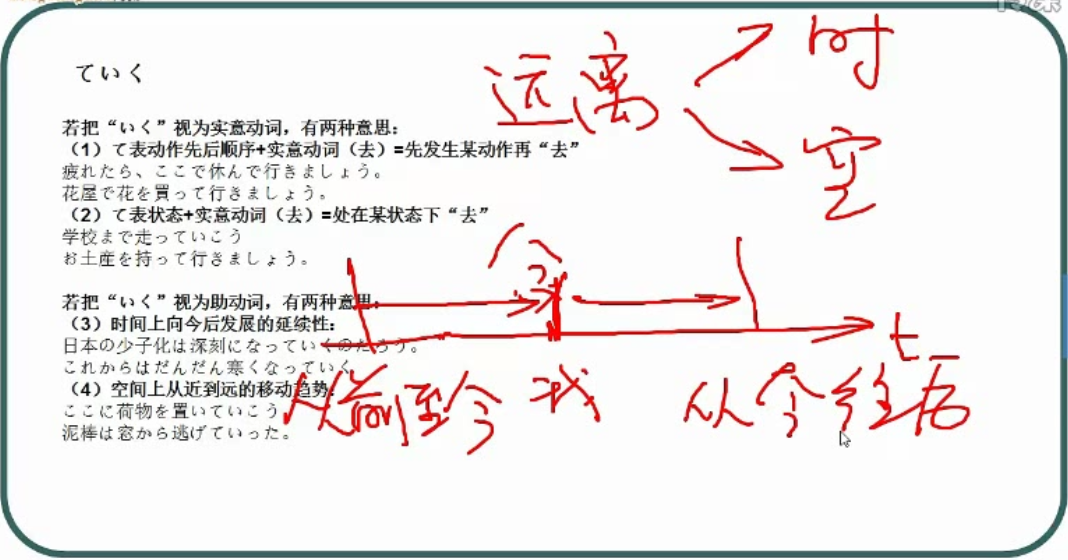 ていく
若把“いく”视为实意动词，有两种意思：
（1）て表动作先后顺序+实意动词（去）=先发生某动作再“去”
疲れたら、ここで休んで行きましょう。
花屋で花を買って行きましょう。
（2）て表状态+实意动词（去）=处在某状态下“去”
学校まで走っていこう
お土産を持って行きましょう。
若把“いく”视为助动词，有两种意思：
（3）时间上向今后发展的延续性：
日本の少子化は深刻になっていくのだろう。
これからはだんだん寒くなっていく
（4）空间上从近到远的移动趋势：
ここに荷物を置いていこう
泥棒は窓から逃げていった。
远离
时
空
今
t
从前至今
我
从今往后